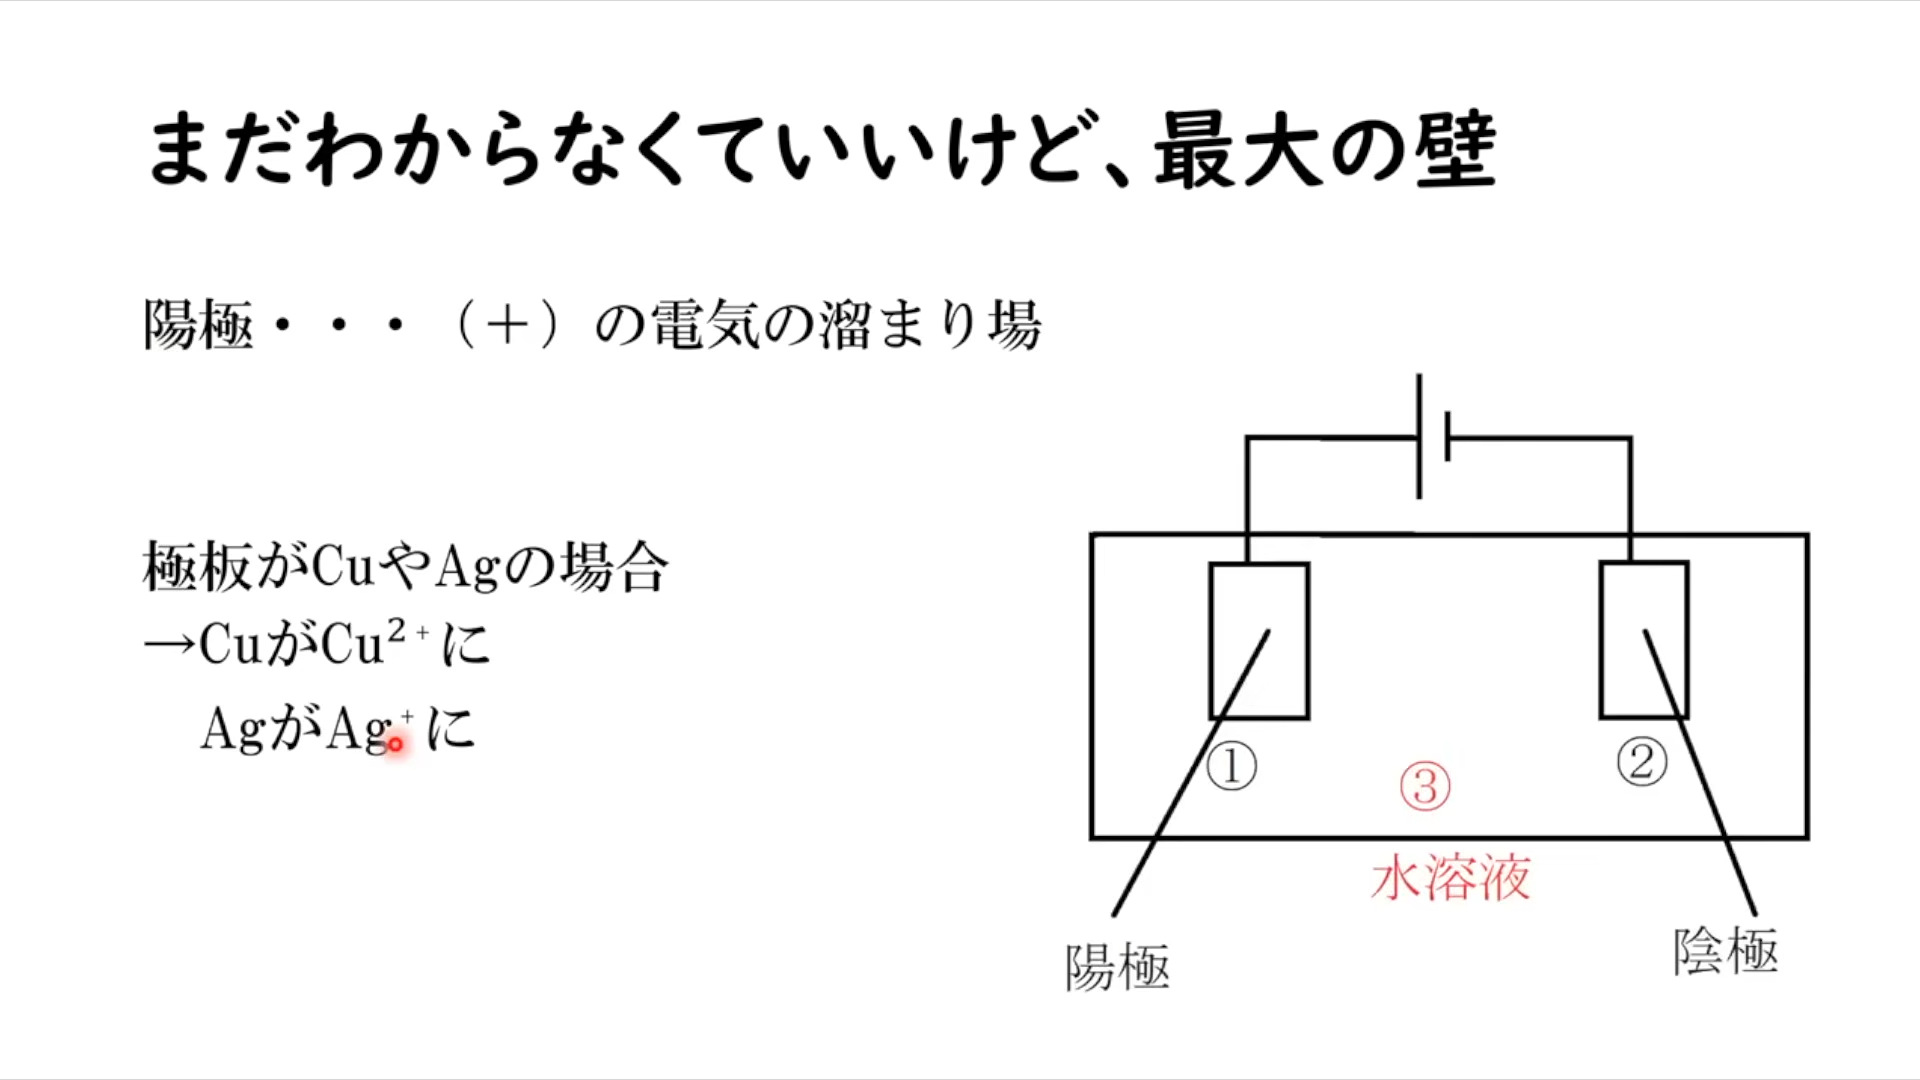 まだわからなくていいけど、最大の壁
陽極・・・（＋）の電気の溜まり場
極板がCuやAgの場合
→CuがCu²⁺に
AgがAg⁺に
①
②
③
水溶液
陽極
陰極